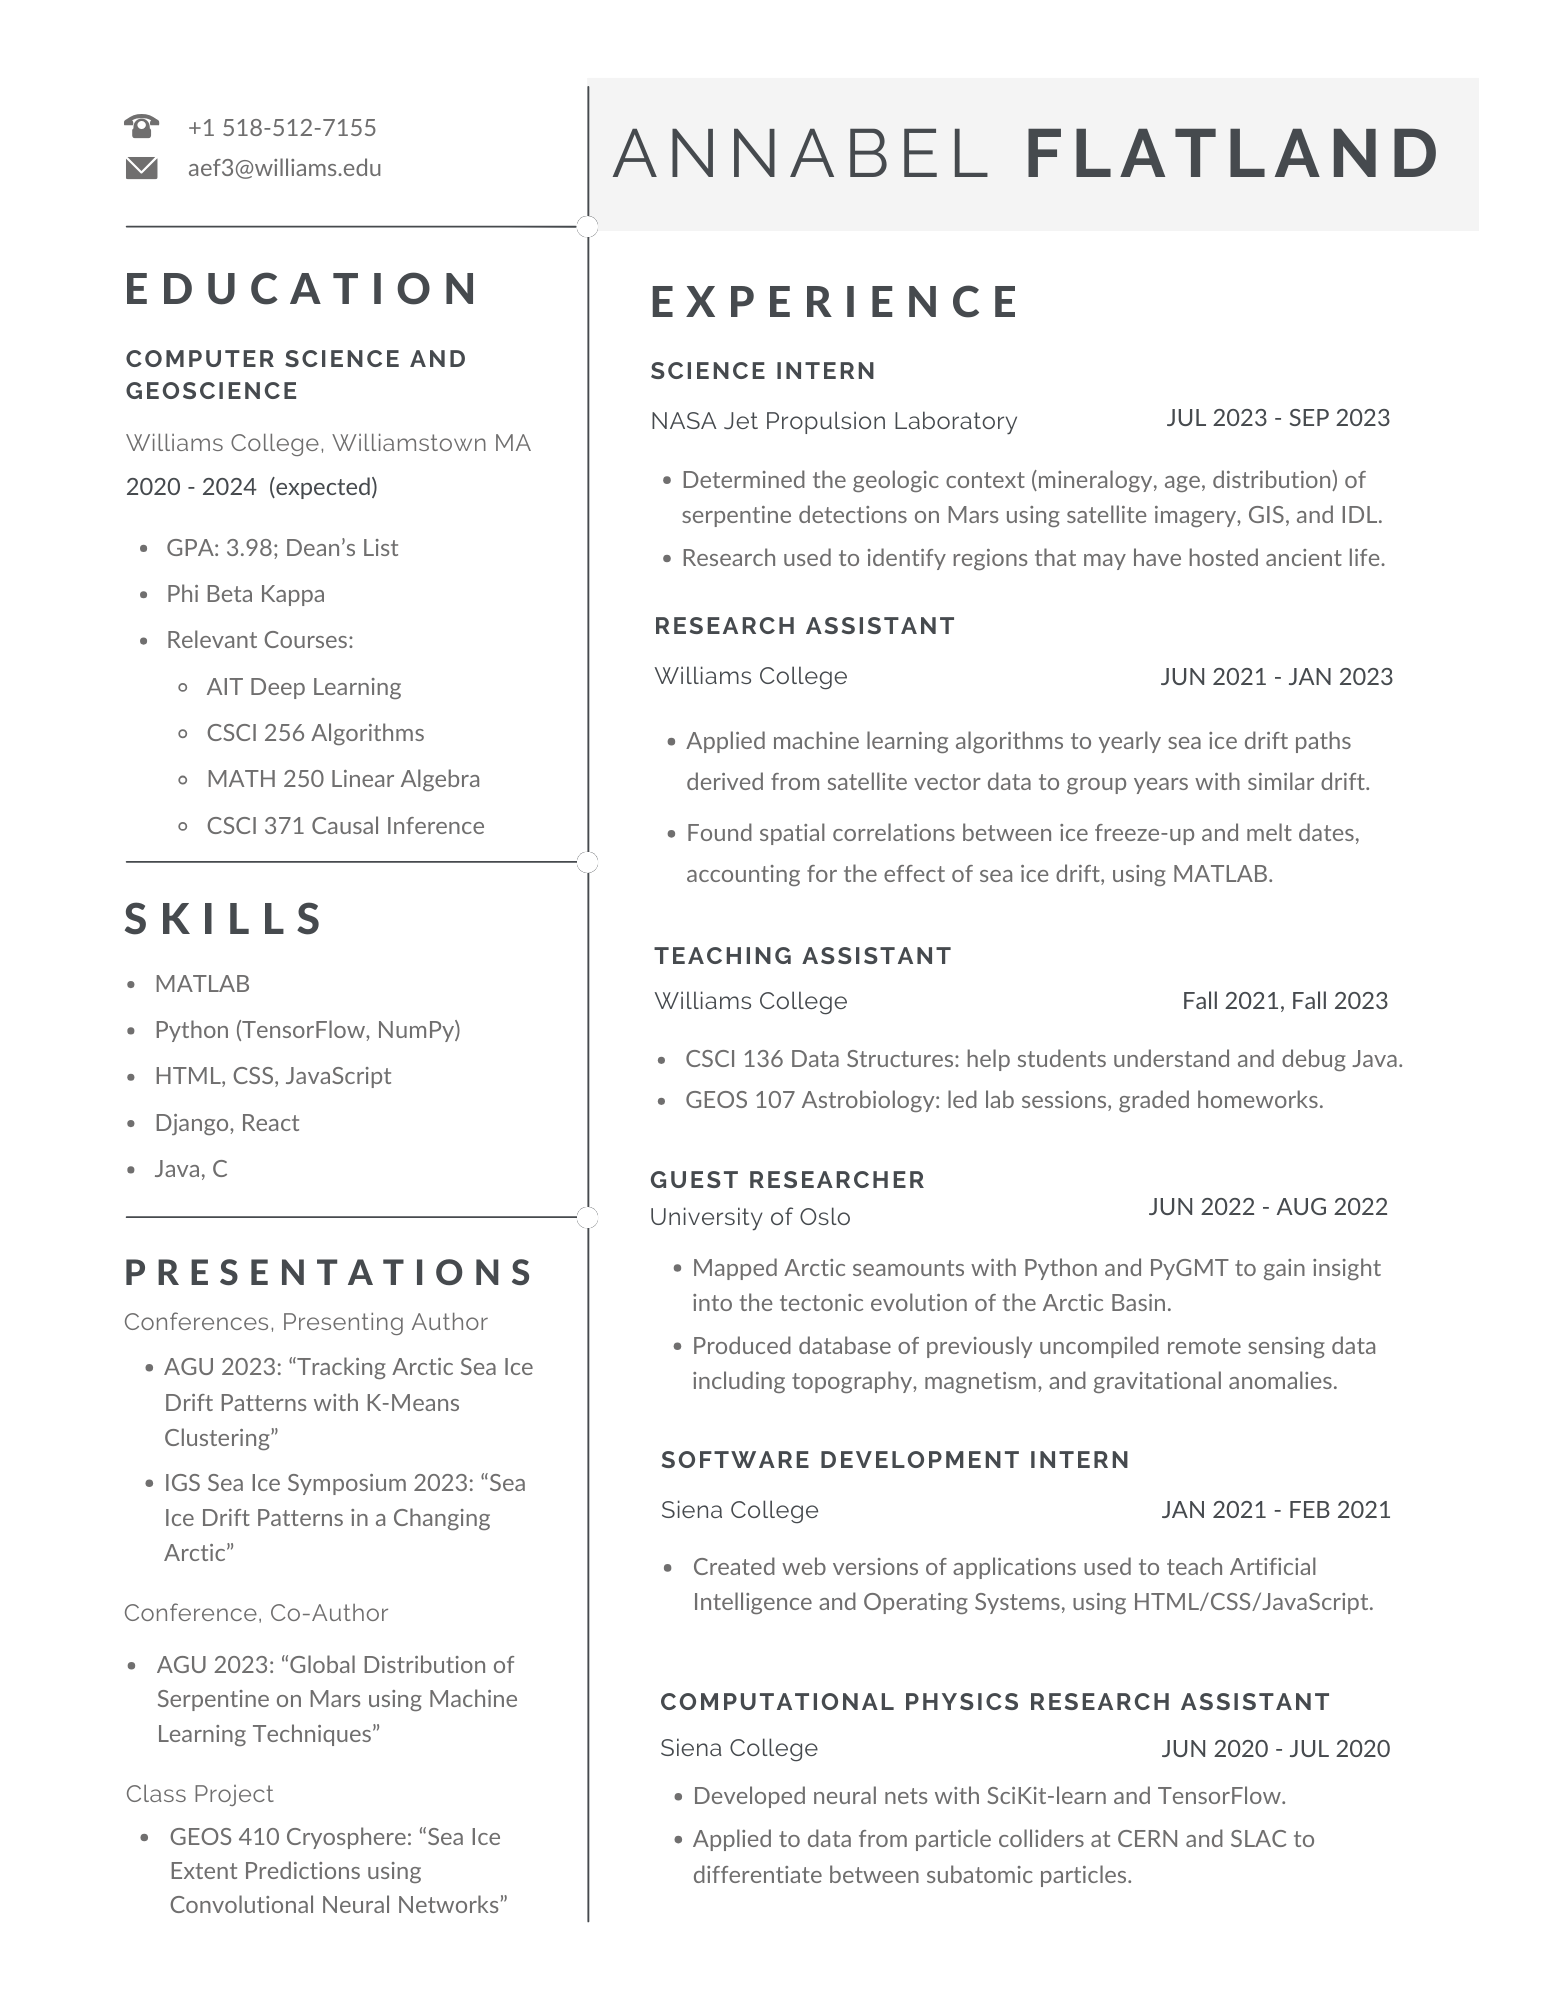 +1 518-512-7155
aef3@williams.edu
ANNABEL FLATLAND
EDUCATION
COMPUTER SCIENCE AND
GEOSCIENCE
Williams College, Williamstown MA
2020 - 2024 (expected)
• GPA: 3.98; Dean’s List
• Phi Beta Kappa
• Relevant Courses:
◦ AIT Deep Learning
◦ CSCI 256 Algorithms
◦ MATH 250 Linear Algebra
◦ CSCI 371 Causal Inference
SKILLS
• MATLAB
• Python (TensorFlow, NumPy)
• HTML, CSS, JavaScript
• Django, React
• Java, C
PRESENTATIONS
Conferences, Presenting Author
• AGU 2023: “Tracking Arctic Sea Ice
Drift Patterns with K-Means
Clustering”
• IGS Sea Ice Symposium 2023: “Sea
Ice Drift Patterns in a Changing
Arctic”
Conference, Co-Author
• AGU 2023: “Global Distribution of
Serpentine on Mars using Machine
Learning Techniques”
Class Project
• GEOS 410 Cryosphere: “Sea Ice
Extent Predictions using
Convolutional Neural Networks”
EXPERIENCE
SCIENCE INTERN
NASA Jet Propulsion Laboratory JUL 2023 - SEP 2023
• Determined the geologic context (mineralogy, age, distribution) of
serpentine detections on Mars using satellite imagery, GIS, and IDL.
• Research used to identify regions that may have hosted ancient life.
RESEARCH ASSISTANT
Williams College JUN 2021 - JAN 2023
• Applied machine learning algorithms to yearly sea ice drift paths
derived from satellite vector data to group years with similar drift.
• Found spatial correlations between ice freeze-up and melt dates,
accounting for the effect of sea ice drift, using MATLAB.
TEACHING ASSISTANT
Williams College Fall 2021, Fall 2023
• CSCI 136 Data Structures: help students understand and debug Java.
• GEOS 107 Astrobiology: led lab sessions, graded homeworks.
GUEST RESEARCHER
University of Oslo JUN 2022 - AUG 2022
• Mapped Arctic seamounts with Python and PyGMT to gain insight
into the tectonic evolution of the Arctic Basin.
• Produced database of previously uncompiled remote sensing data
including topography, magnetism, and gravitational anomalies.
SOFTWARE DEVELOPMENT INTERN
Siena College JAN 2021 - FEB 2021
• Created web versions of applications used to teach Artificial
Intelligence and Operating Systems, using HTML/CSS/JavaScript.
COMPUTATIONAL PHYSICS RESEARCH ASSISTANT
Siena College JUN 2020 - JUL 2020
• Developed neural nets with SciKit-learn and TensorFlow.
• Applied to data from particle colliders at CERN and SLAC to
differentiate between subatomic particles.